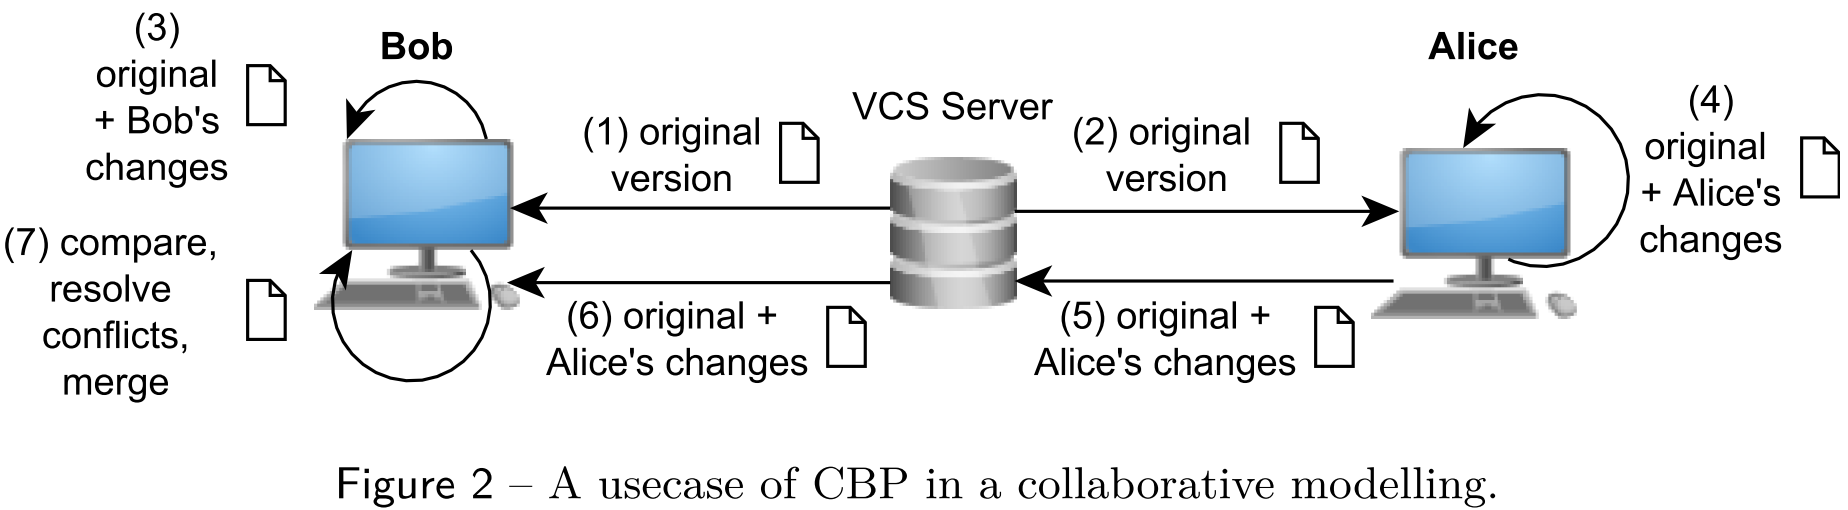 (3)
original
+ Bob's
changes
Bob
(7) compare,
resolve
conflicts,
merge
(1) original
version
VCS Server
(2) original
version
(6) original +
Alice's changes
(5) original +
Alice's changes
Alice
(4)
original
+ Alice's
changes
Figure 2 – A usecase of CBP in a collaborative modelling.